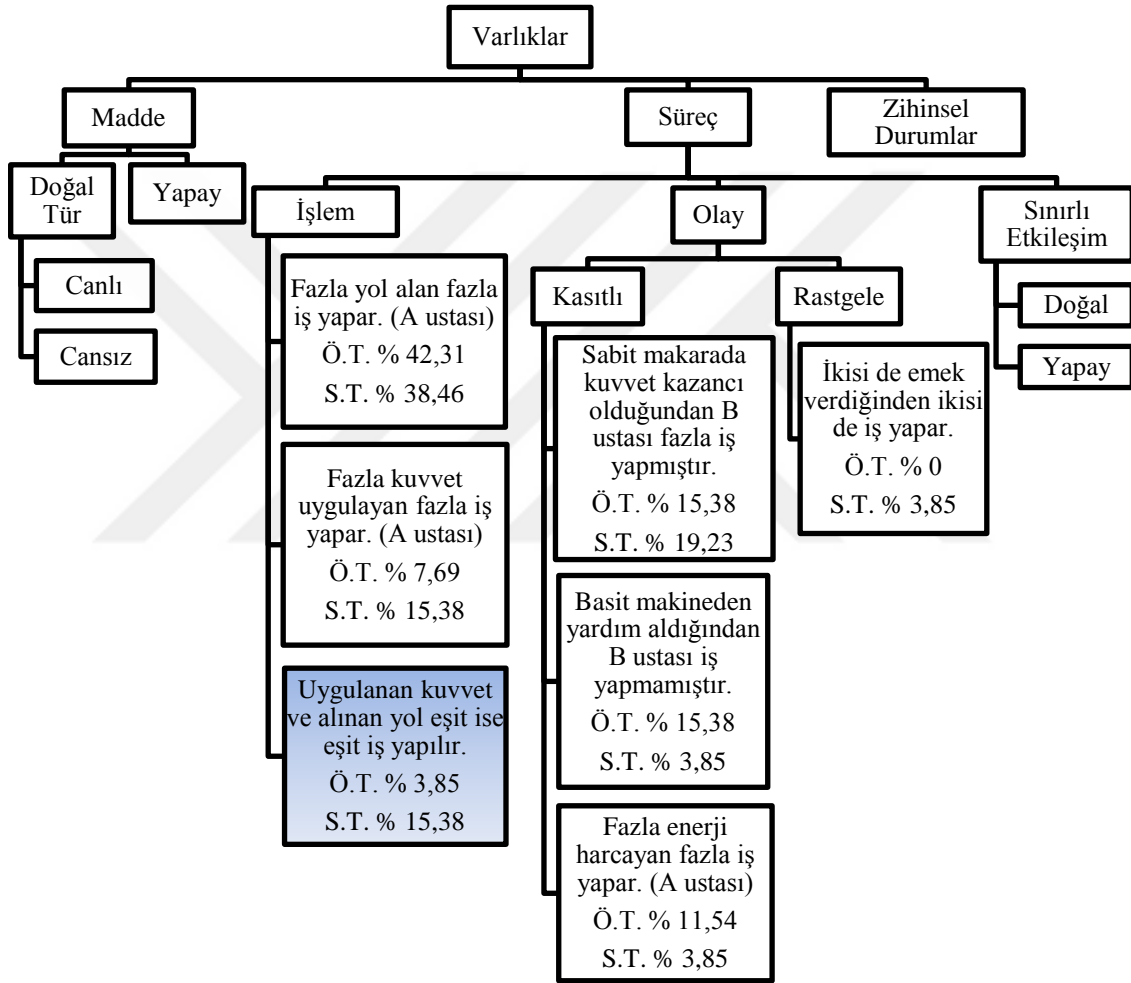 Varlıklar
Madde
Süreç
Zihinsel
Durumlar
Doğal
Tür
Yapay
Canlı
Cansız
İşlem
Fazla yol alan fazla
iş yapar. (A ustası)
Ö.T. % 42,31
S.T. % 38,46
Fazla kuvvet
uygulayan fazla iş
yapar. (A ustası)
Ö.T. % 7,69
S.T. % 15,38
Uygulanan kuvvet
ve alınan yol eşit ise
eşit iş yapılır.
Ö.T. % 3,85
S.T. % 15,38
Olay
Kasıtlı
Sabit makarada
kuvvet kazancı
olduğundan B
ustası fazla iş
yapmıştır.
Ö.T. % 15,38
S.T. % 19,23
Basit makineden
yardım aldığından
B ustası iş
yapmamıştır.
Ö.T. % 15,38
S.T. % 3,85
Fazla enerji
harcayan fazla iş
yapar. (A ustası)
Ö.T. % 11,54
S.T. % 3,85
Rastgele
İkisi de emek
verdiğinden ikisi
de iş yapar.
Ö.T. % 0
S.T. % 3,85
Sınırlı
Etkileşim
Doğal
Yapay